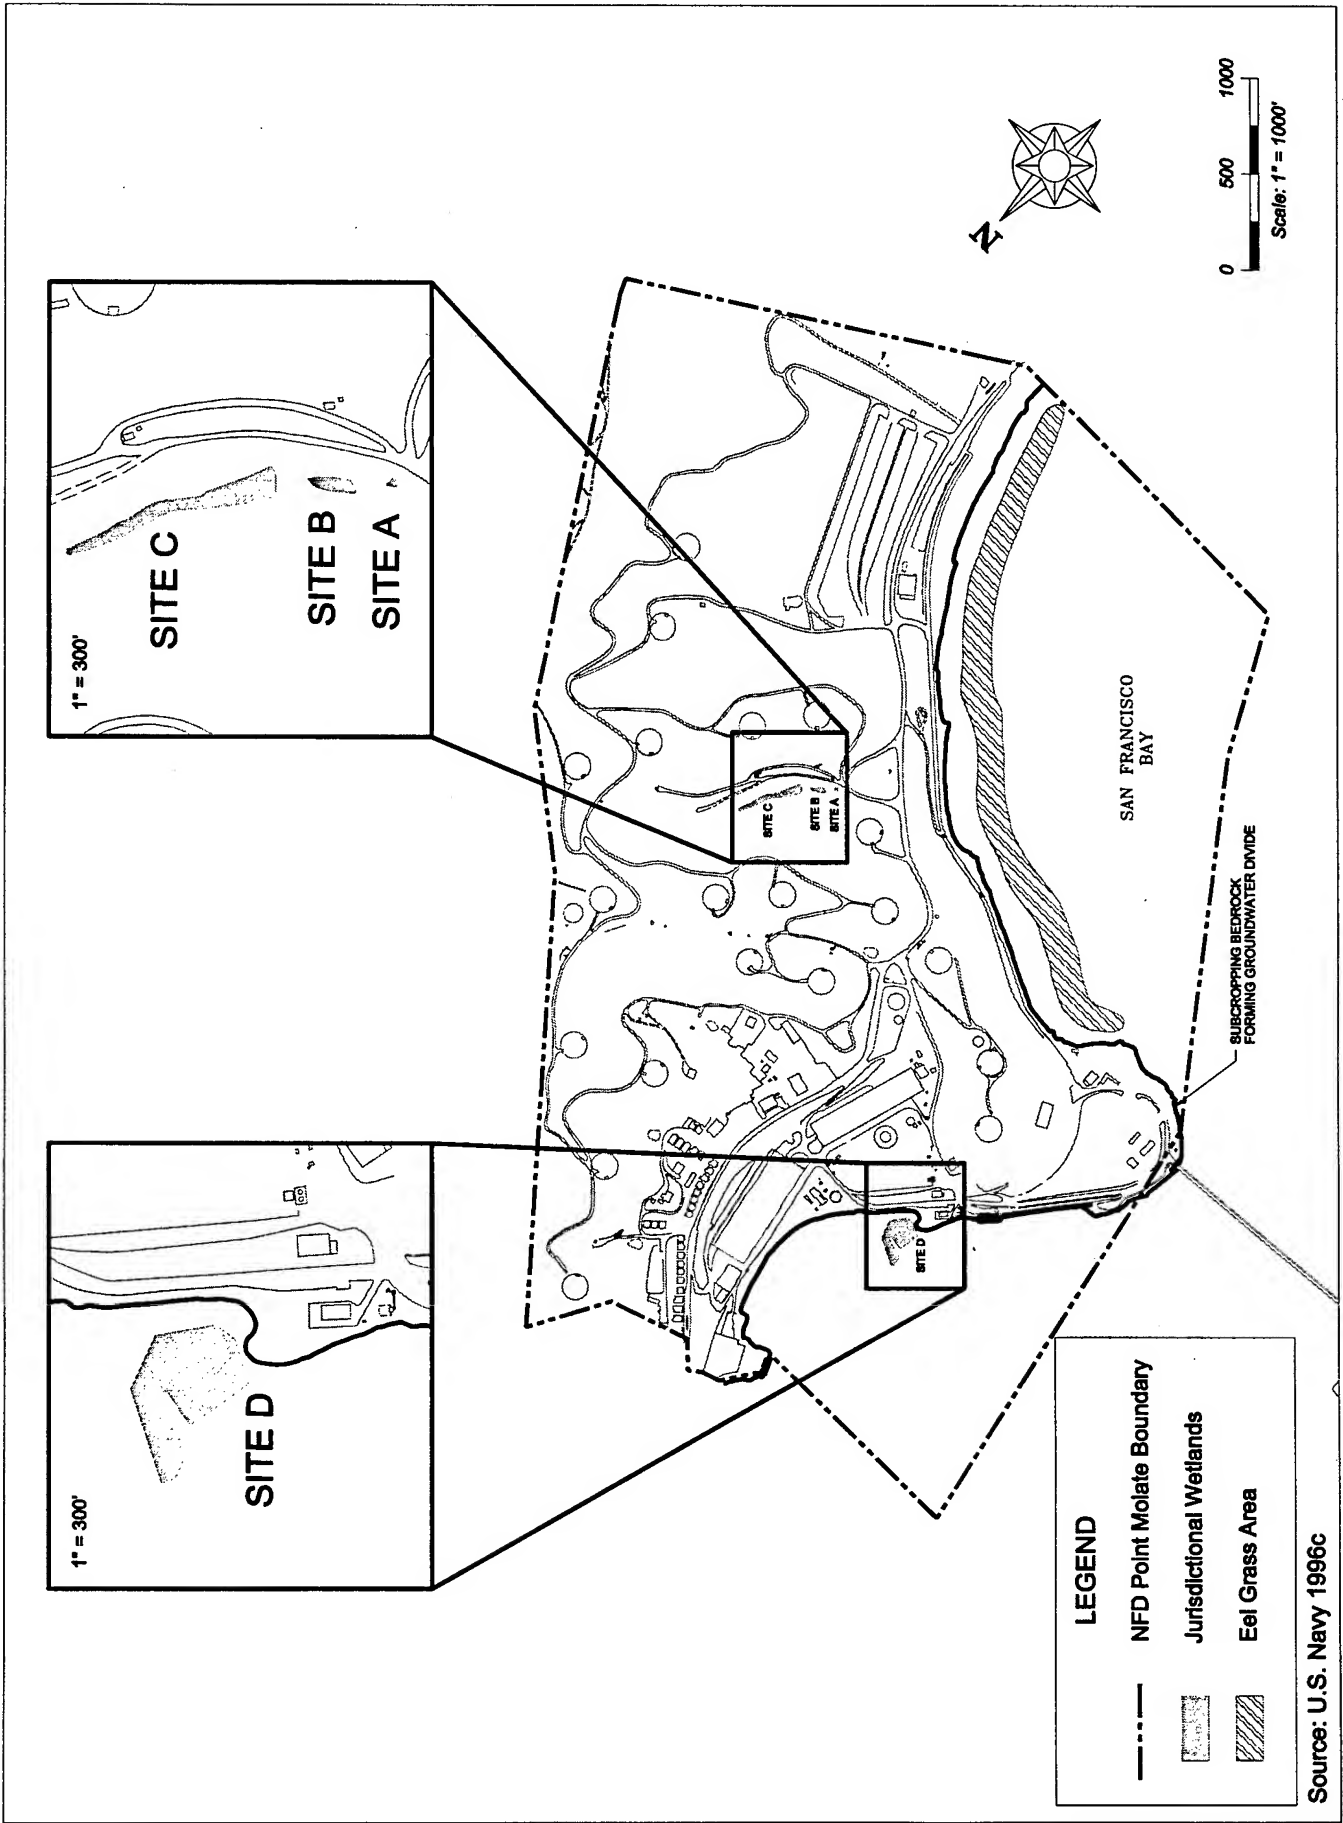 1" = 300'
SITE D
1" = 300'
SITE C
SITE B
SITE A
SITE C
SITE B
SITE A
SITE D
SAN FRANCISCO
BAY
SUBCROPPING BEDROCK
FORMING GROUNDWATER DIVIDE
N
0 500 1000
Scale: 1" = 1000'
LEGEND
NFD Point Molate Boundary
Jurisdictional Wetlands
Eel Grass Area
Source: U.S. Navy 1996c